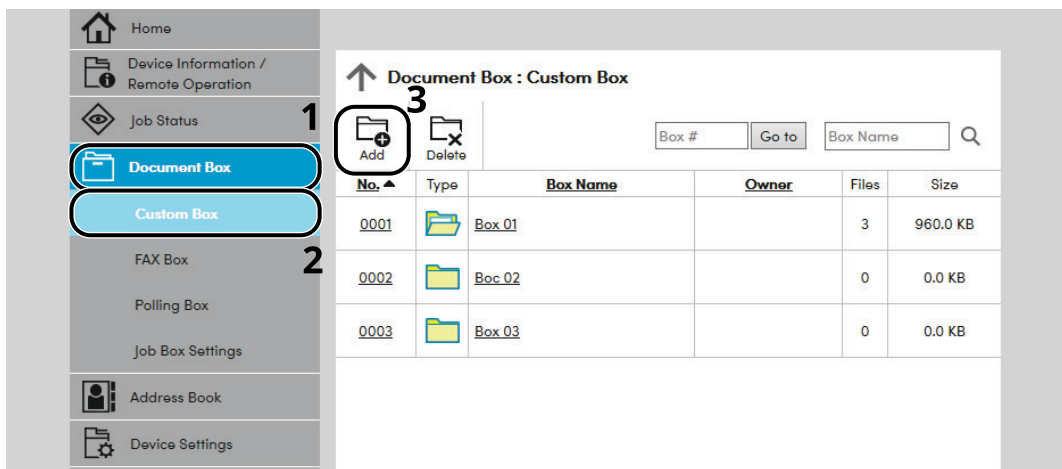 Home
Device Information /
Remote Operation
Job Status
1
Document Box
Custom Box
2
FAX Box
Polling Box
Job Box Settings
Address Book
Device Settings
Document Box : Custom Box
3
Add
Delete
Box #
Go to
Box Name
No. Type Box Name Owner Files Size
0001 Box 01 3 960.0 KB
0002 Boc 02 0 0.0 KB
0003 Box 03 0 0.0 KB